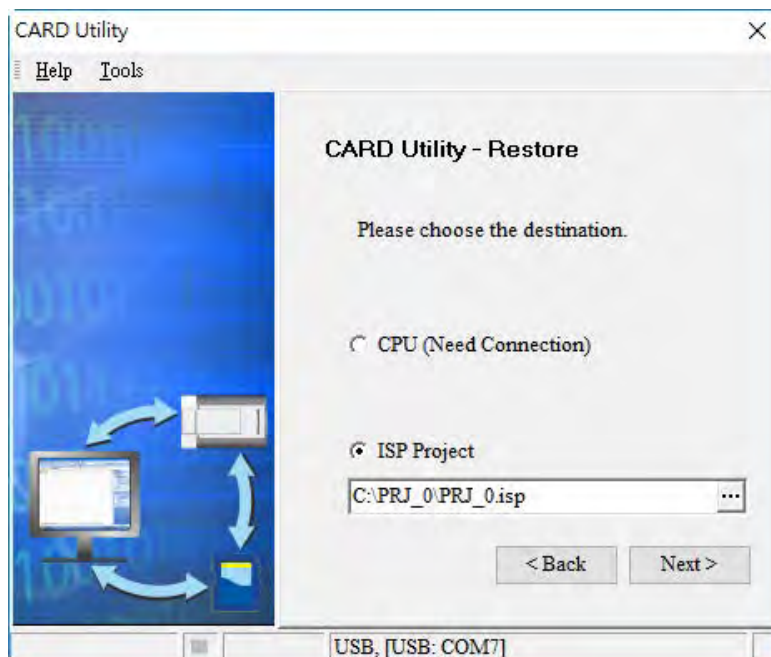 CARD Utility
Help Tools
CARD Utility - Restore
Please choose the destination.
CPU (Need Connection)
ISP Project
C:\PRJ_0\PRJ_0.isp
...
< Back Next >
USB, [USB: COM7]